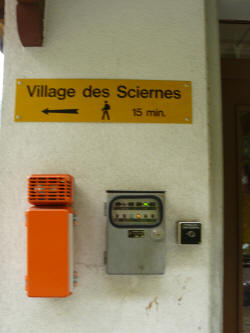 Village des Sciernes
15 min.